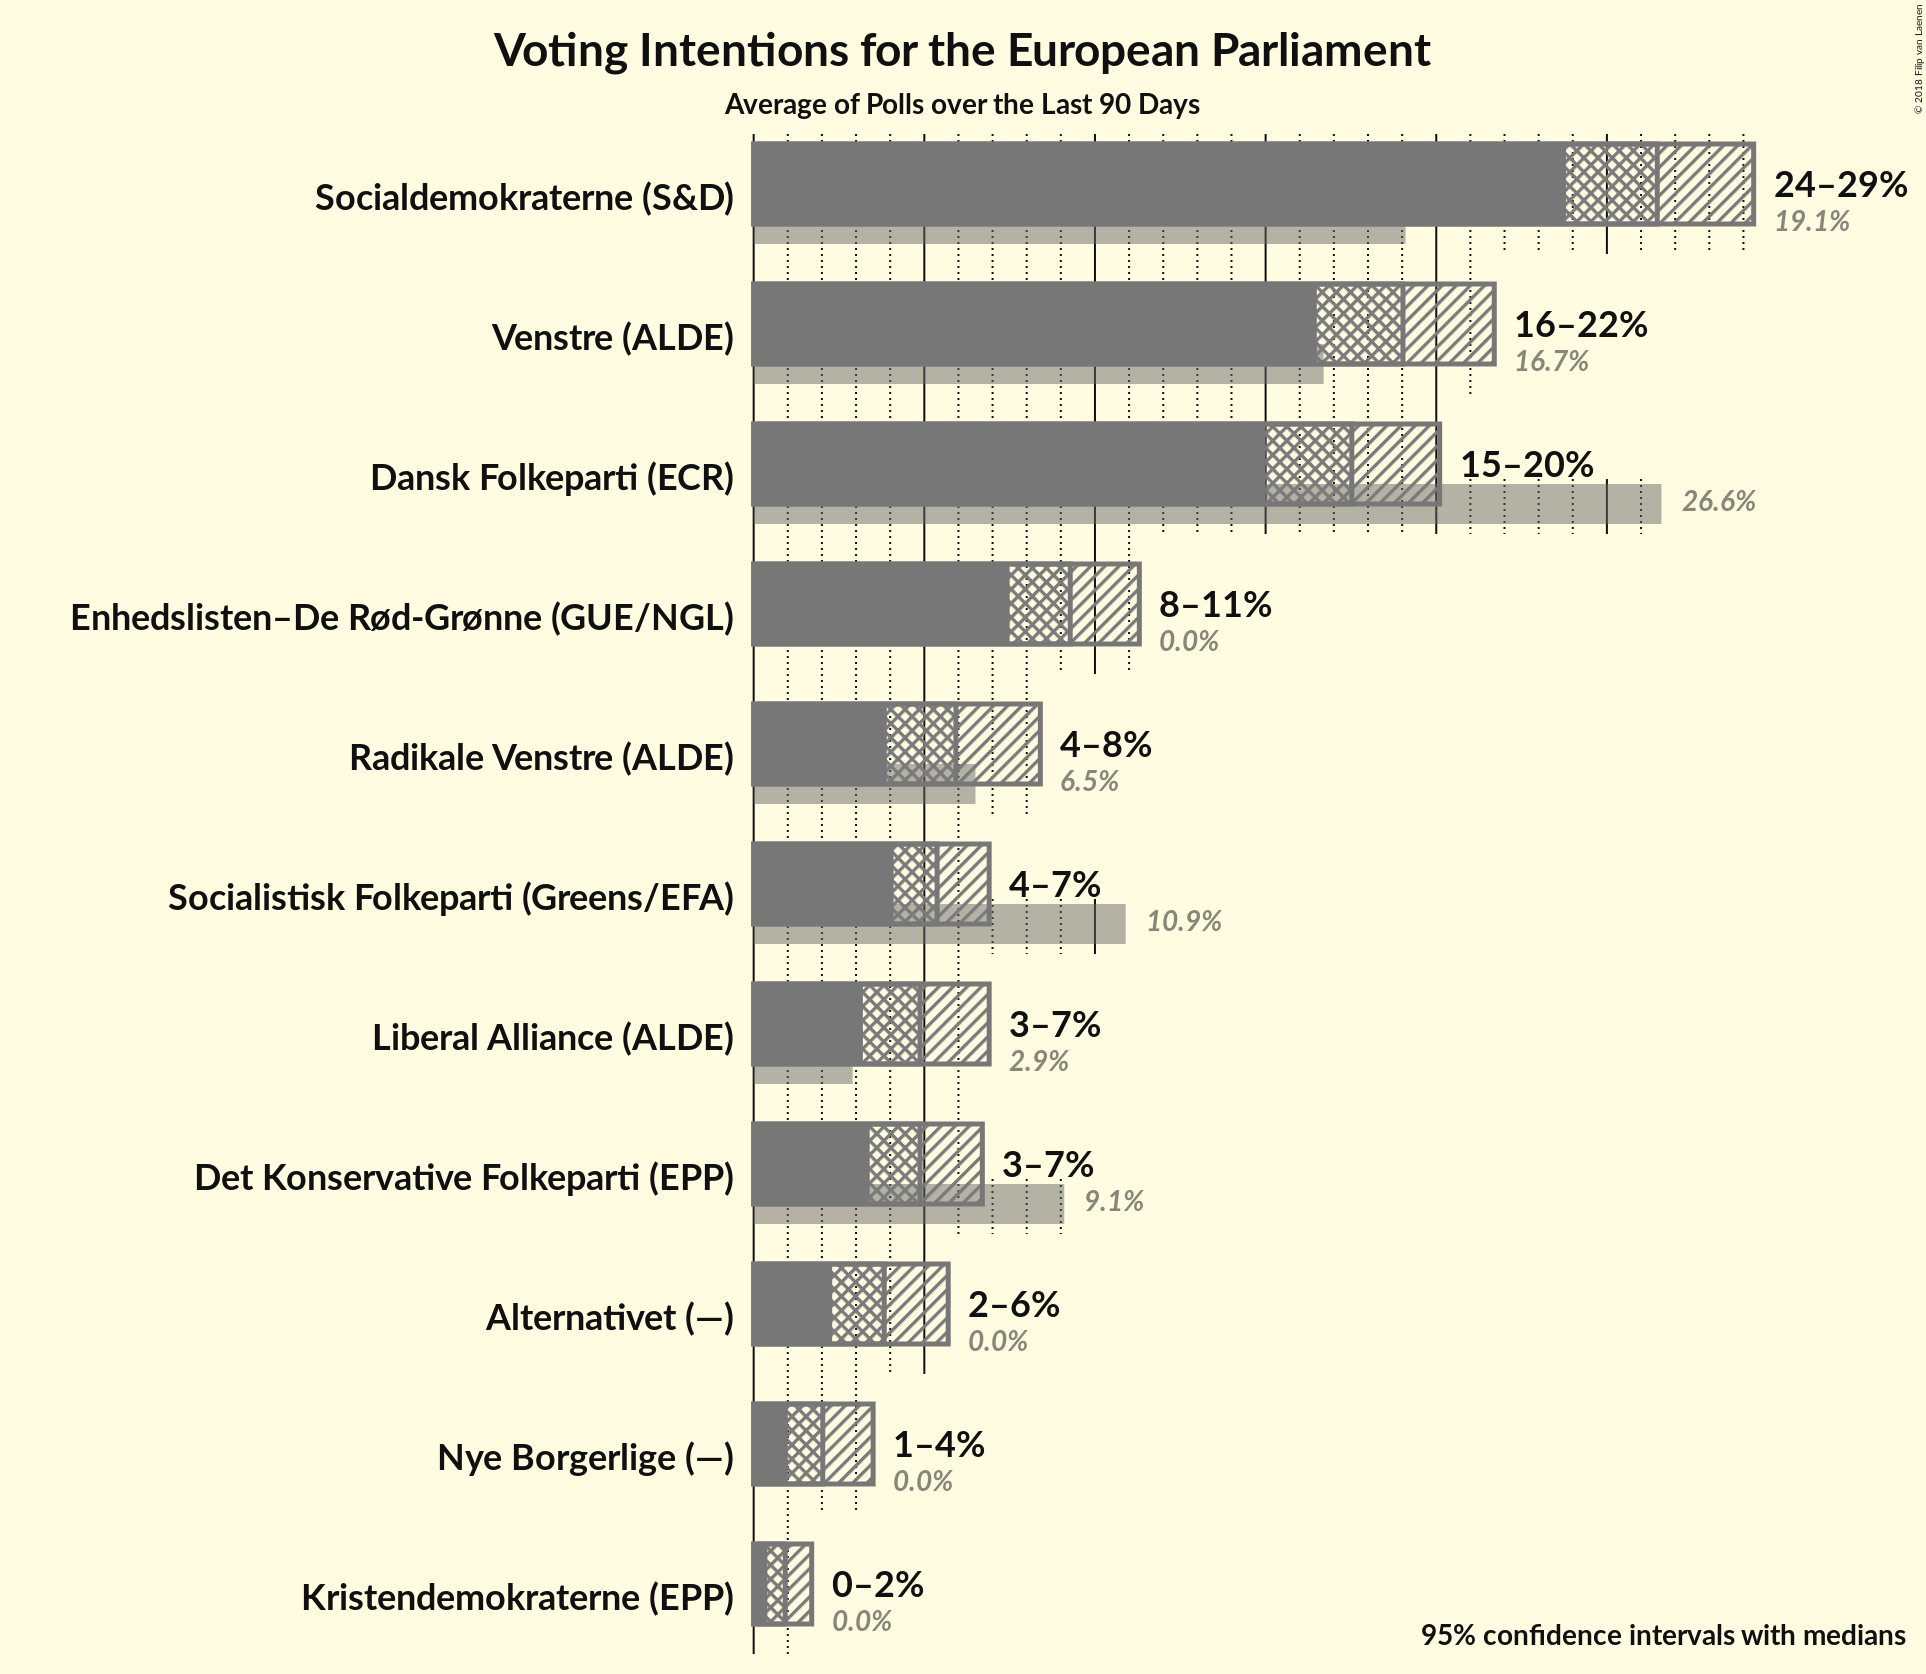 Voting Intentions for the European Parliament
Average of Polls over the Last 90 Days
© 2018 Filip van Laenen
Socialdemokraterne (S&D)
24–29%
19.1%
Venstre (ALDE)
16–22%
16.7%
Dansk Folkeparti (ECR)
15–20%
26.6%
Enhedslisten–De Rød-Grønne (GUE/NGL)
8–11%
0.0%
Radikale Venstre (ALDE)
4–8%
6.5%
Socialistisk Folkeparti (Greens/EFA)
4–7%
10.9%
Liberal Alliance (ALDE)
3–7%
2.9%
Det Konservative Folkeparti (EPP)
3–7%
9.1%
Alternativet (—)
2–6%
0.0%
Nye Borgerlige (—)
1–4%
0.0%
Kristendemokraterne (EPP)
0–2%
0.0%
95% confidence intervals with medians